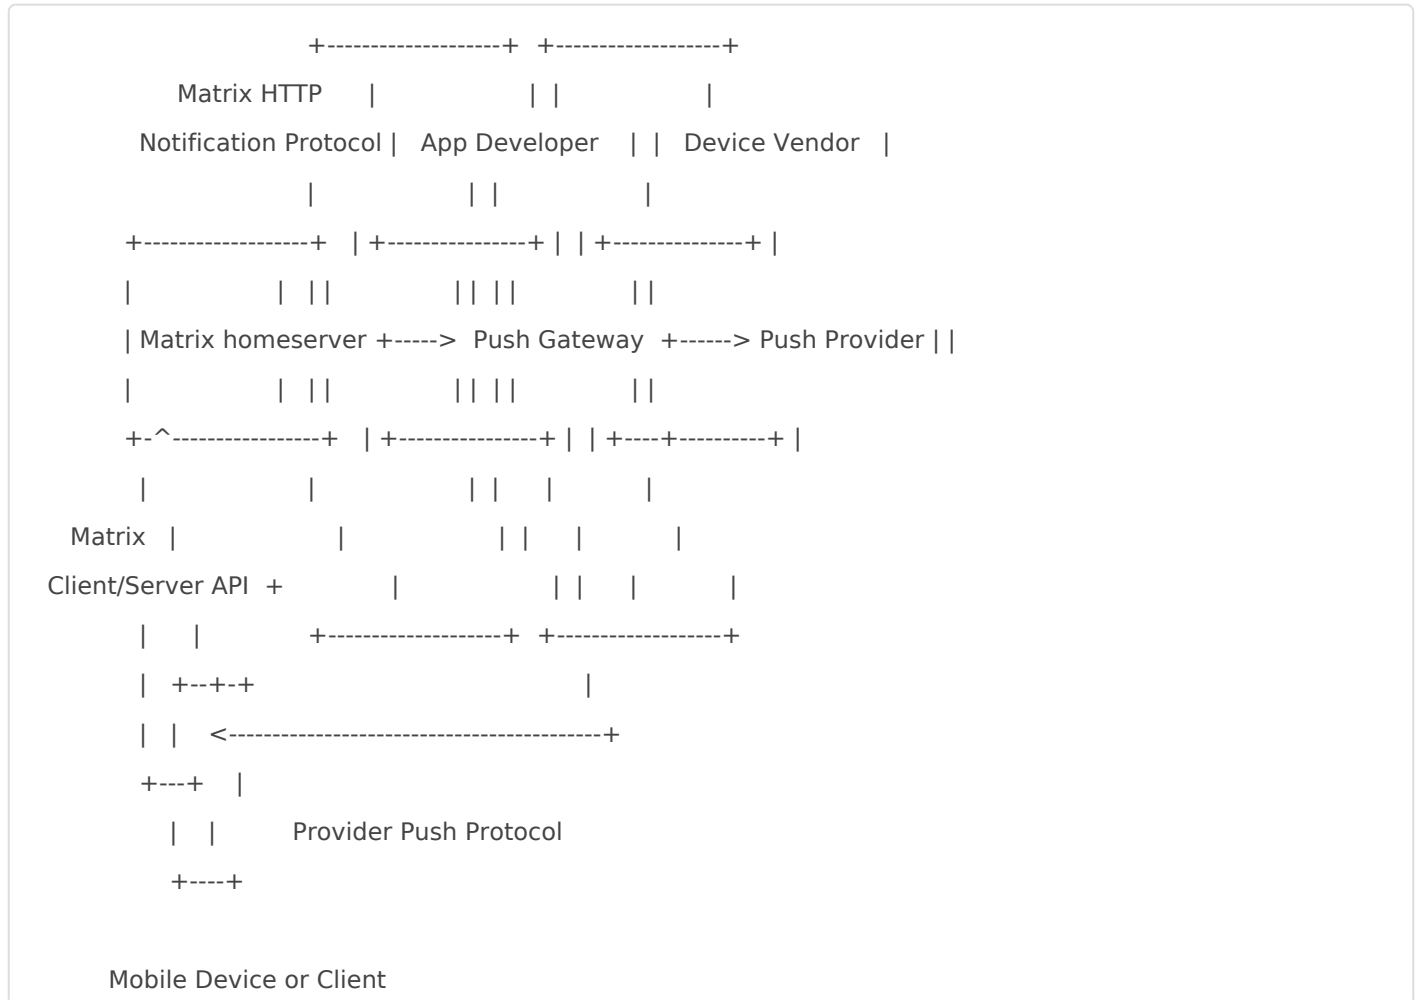 +--------------------+ +-------------------+
Matrix HTTP | | | |
Notification Protocol | App Developer | | Device Vendor |
| | | |
+-------------------+ | +----------------+ | | +---------------+ |
| | | | | | | | | |
| Matrix homeserver +-----> Push Gateway +------> Push Provider | |
| | | | | | | | | |
+-^-----------------+ | +----------------+ | | +----+----------+ |
| | | | | |
Matrix | | | | | |
Client/Server API + | | | | |
| | +--------------------+ +-------------------+
| +--+-+ |
| | <-------------------------------------------+
+---+ |
| | Provider Push Protocol
+----+
Mobile Device or Client